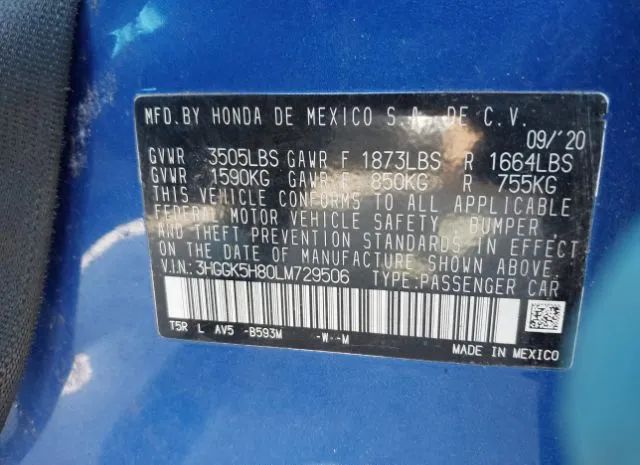 MFD.BY HONDA DE MEXICO S.A. DE C.V.
09/'20
GVWR 3505LBS GAWR F 1873LBS R 1664LBS
GVWR 1590KG GAWR F 850KG R 755KG
THIS VEHICLE CONFORMS TO ALL APPLICABLE
FEDERAL MOTOR VEHICLE SAFETY, BUMPER
AND THEFT PREVENTION STANDARDS IN EFFECT
ON THE DATE OF MANUFACTURE SHOWN ABOVE.
V.I.N.: 3HGGK5H80LM729506 TYPE:PASSENGER CAR
T5R L AV5 -B593M -W--M
MADE IN MEXICO